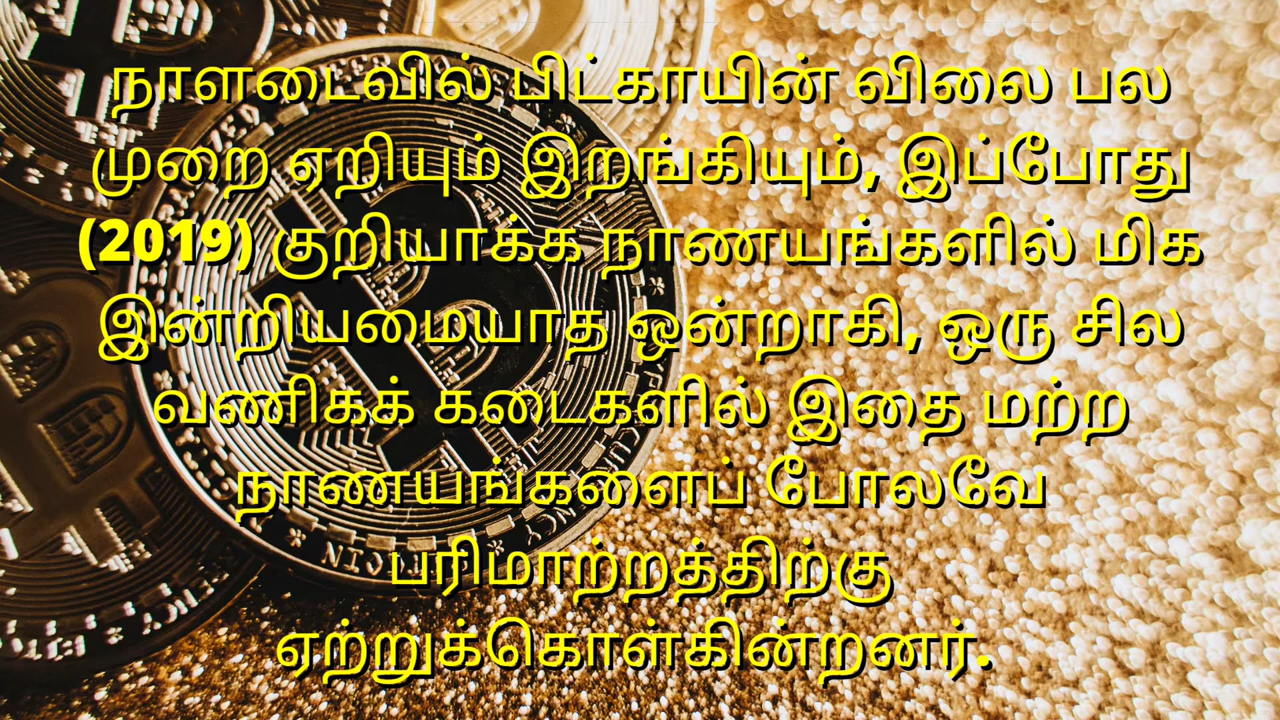 நாளடைவில் பிட்காயின் விலை பல
முறை ஏறியும் இறங்கியும், இப்போது
(2019) குறியாக்க நாணயங்களில் மிக
இன்றியமையாத ஒன்றாகி, ஒரு சில
வணிகக் கடைகளில் இதை மற்ற
நாணயங்களைப் போலவே
பரிமாற்றத்திற்கு
ஏற்றுக்கொள்கின்றனர்.